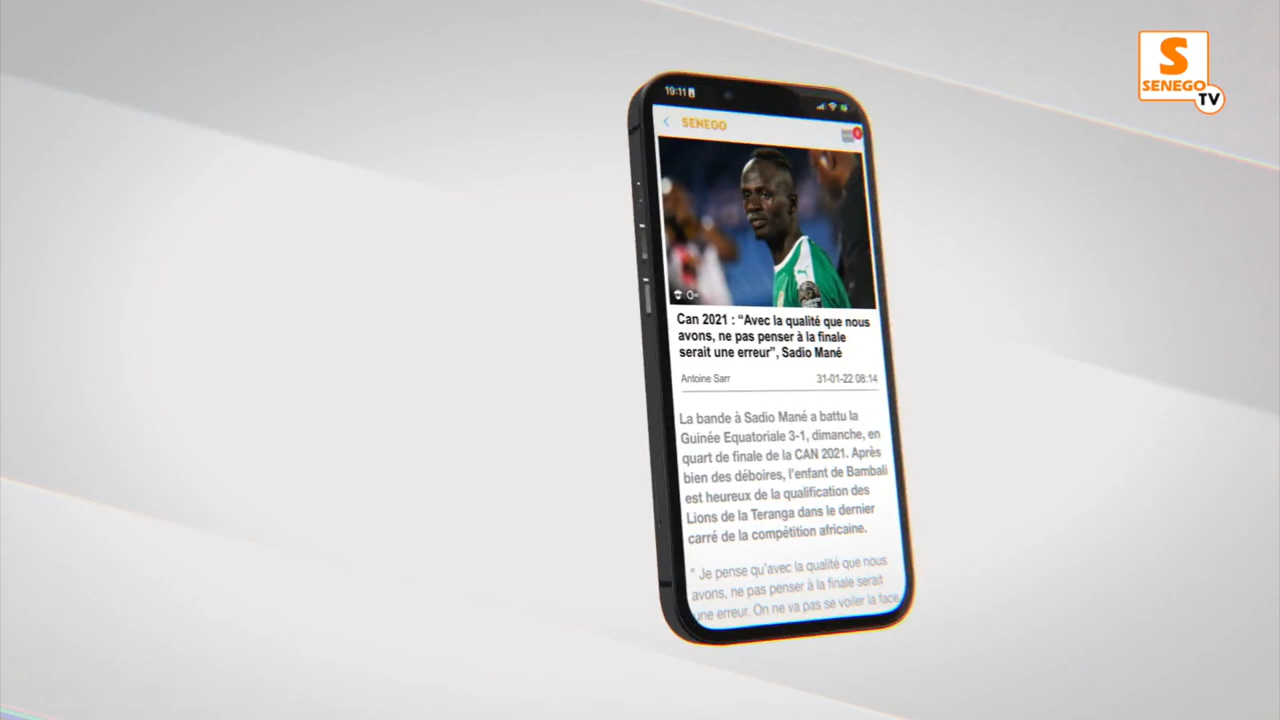 S
SENEGO
TV
19:11
SENEGO
Can 2021 : “Avec la qualité que nous
avons, ne pas penser à la finale
serait une erreur”, Sadio Mané
Antoine Sarr 31-01-22 08:14
La bande à Sadio Mané a battu la
Guinée Equatoriale 3-1, dimanche, en
quart de finale de la CAN 2021. Après
bien des déboires, l'enfant de Bambali
est heureux de la qualification des
Lions de la Teranga dans le dernier
carré de la compétition africaine.
" Je pense qu'avec la qualité que nous
avons, ne pas penser à la finale serait
une erreur. On ne va pas se voiler la face